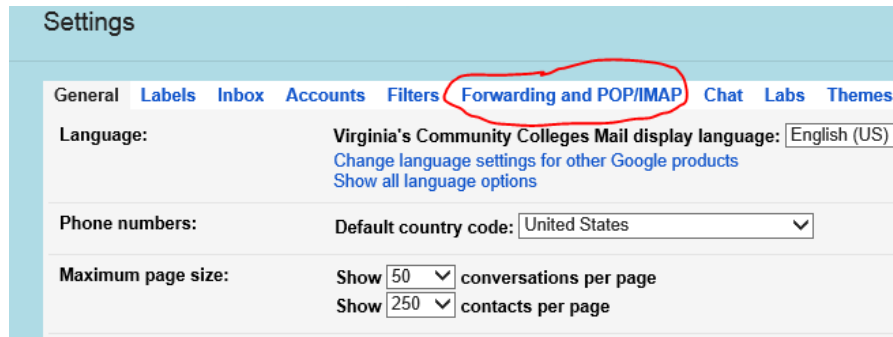 Settings
General Labels Inbox Accounts Filters Forwarding and POP/IMAP Chat Labs Themes
Language: Virginia's Community Colleges Mail display language: English (US)
Change language settings for other Google products
Show all language options
Phone numbers: Default country code: United States
Maximum page size: Show 50 conversations per page
Show 250 contacts per page